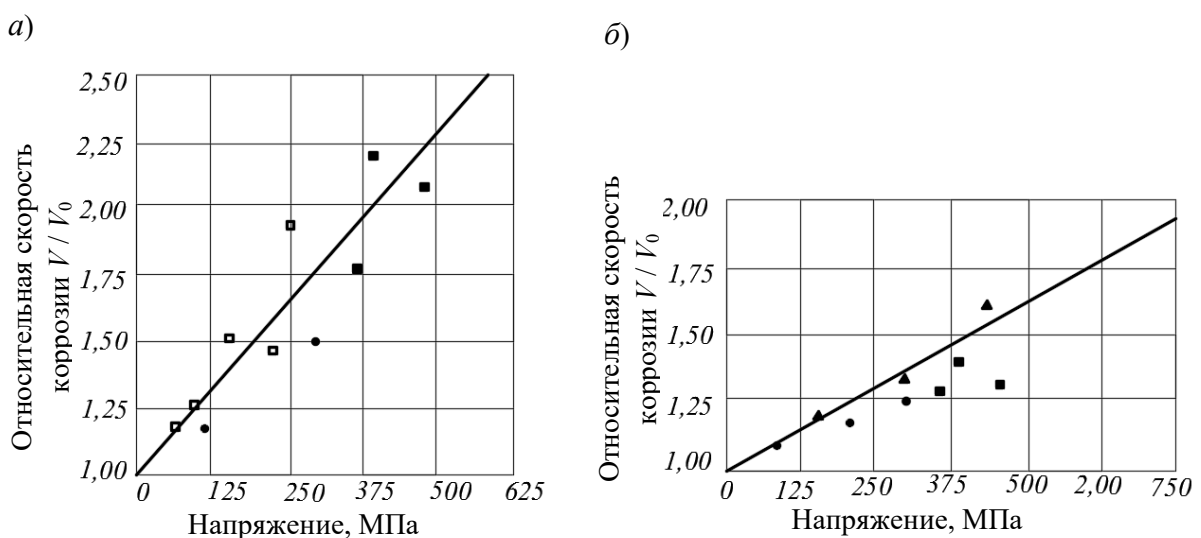 а)
Относительная скорость
коррозии V / V0
2,50
2,25
2,00
1,75
1,50
1,25
1,00
0 125 250 375 500 625
Напряжение, МПа
б)
Относительная скорость
коррозии V / V0
2,00
1,75
1,50
1,25
1,00
0 125 250 375 500 2,00 750
Напряжение, МПа